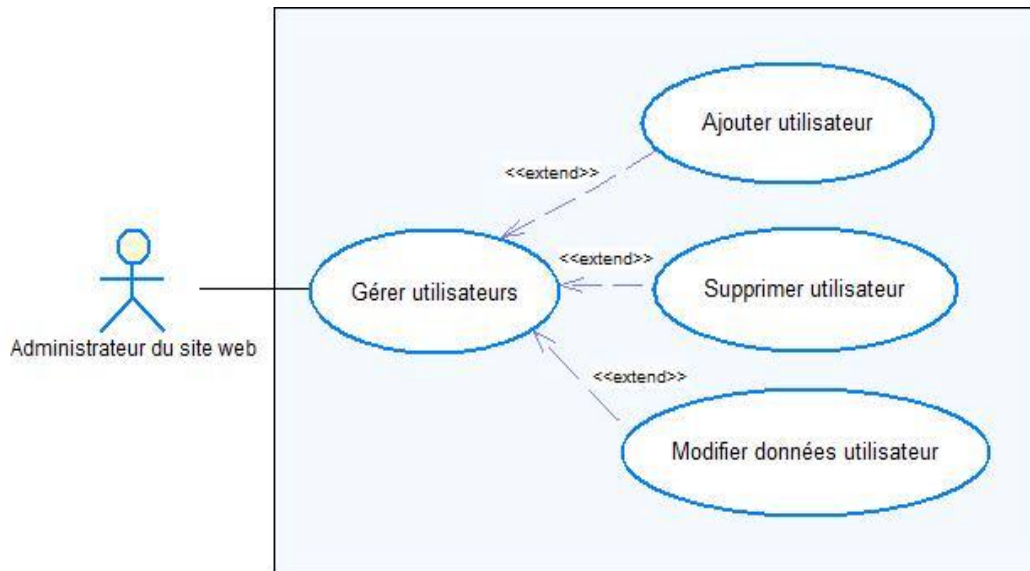 Ajouter utilisateur
<<extend>>
<<extend>>
Gérer utilisateurs
Supprimer utilisateur
Administrateur du site web
<<extend>>
Modifier données utilisateur